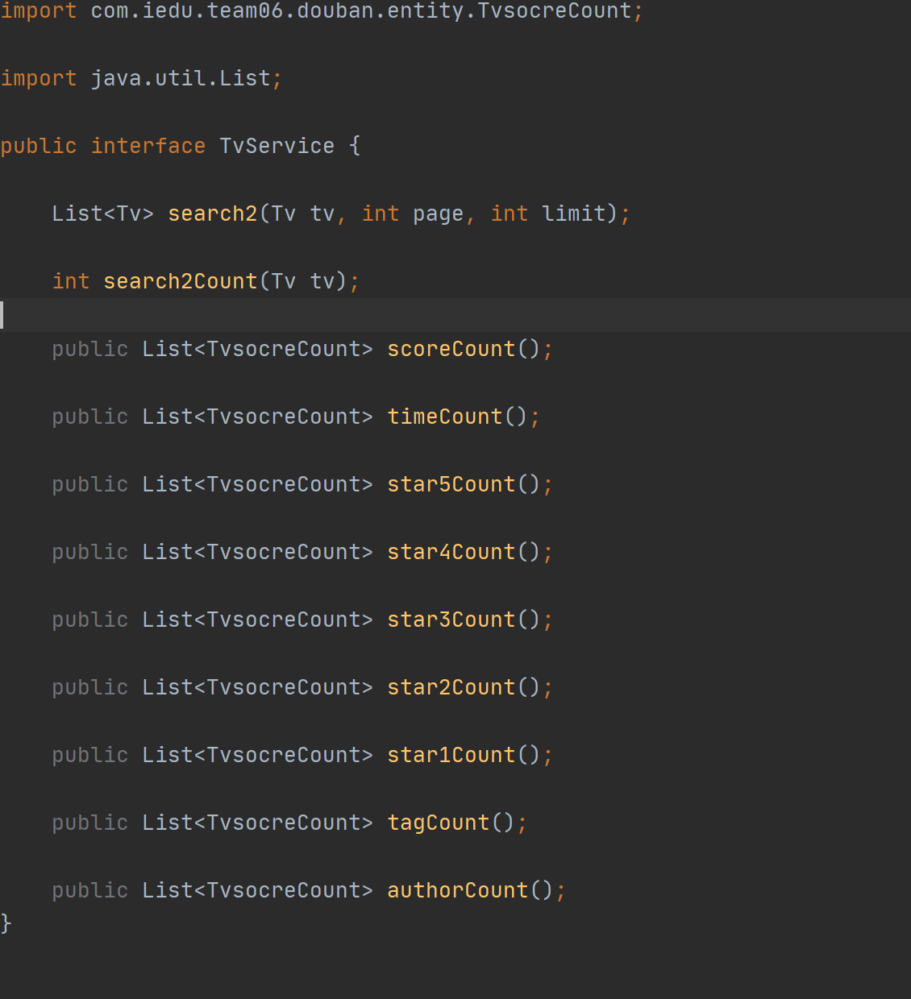 import com.iedu.team06.douban.entity.TvsocreCount;
import java.util.List;
public interface TvService {
List<Tv> search2(Tv tv, int page, int limit);
int search2Count(Tv tv);
public List<TvsocreCount> scoreCount();
public List<TvsocreCount> timeCount();
public List<TvsocreCount> star5Count();
public List<TvsocreCount> star4Count();
public List<TvsocreCount> star3Count();
public List<TvsocreCount> star2Count();
public List<TvsocreCount> star1Count();
public List<TvsocreCount> tagCount();
public List<TvsocreCount> authorCount();
}